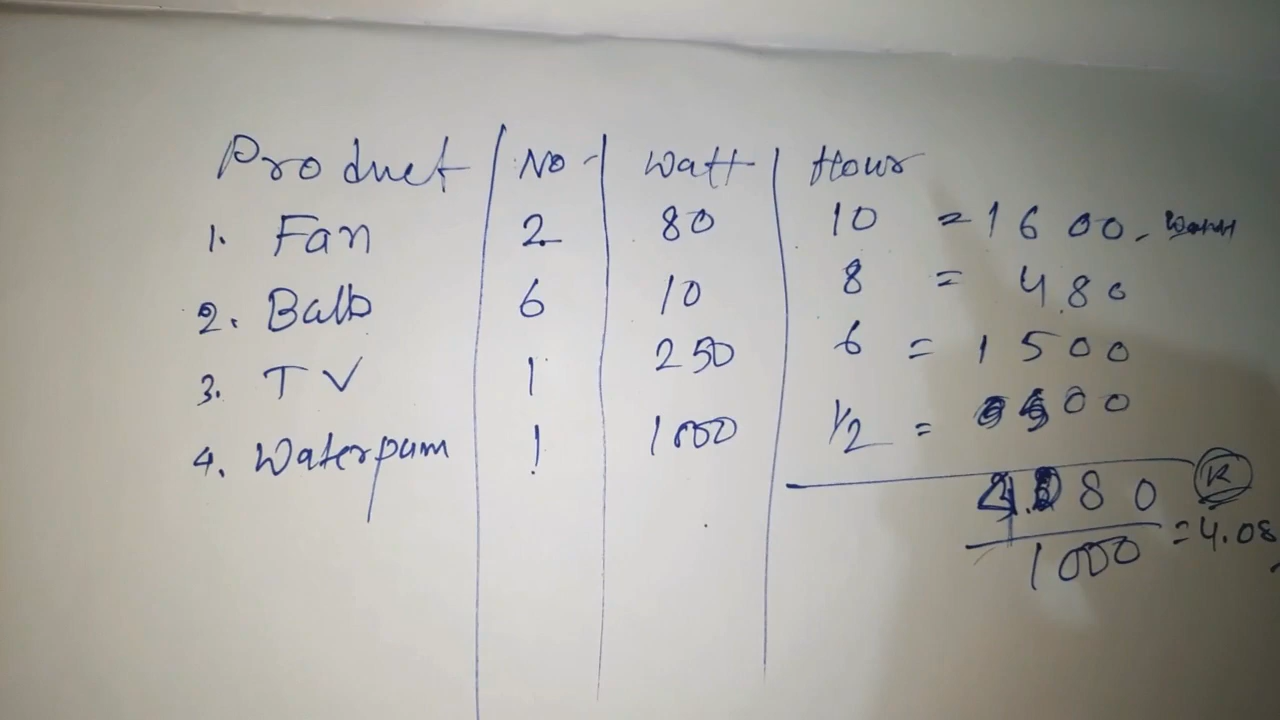 Product No Watt Hour
1. Fan 2 80 10 = 1600
2. Balb 6 10 8 = 480
3. TV 1 250 6 = 1500
4. Waterpum 1 1000 1/2 = 500
4080 K
1000 = 4.08